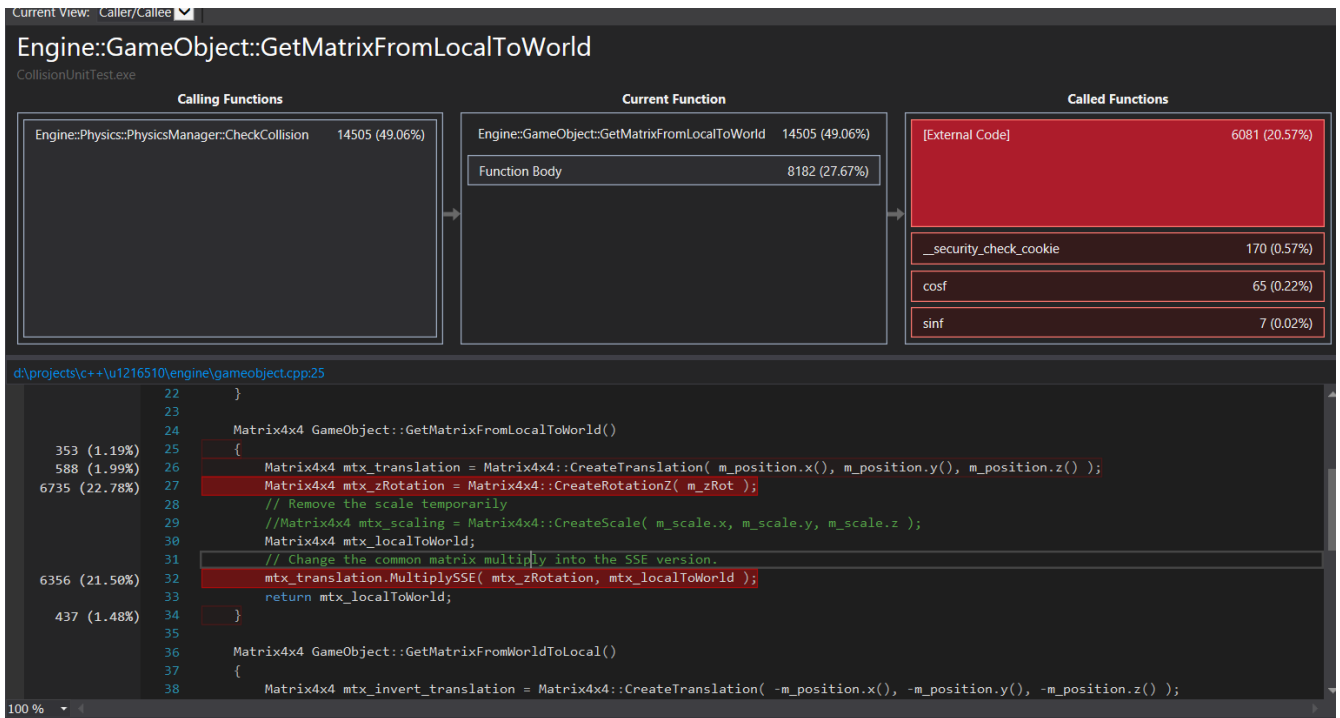 Current View: Caller/Callee
Engine::GameObject::GetMatrixFromLocalToWorld
CollisionUnitTest.exe
Calling Functions Current Function Called Functions
Engine::Physics::PhysicsManager::CheckCollision 14505 (49.06%) Engine::GameObject::GetMatrixFromLocalToWorld 14505 (49.06%) [External Code] 6081 (20.57%)
Function Body 8182 (27.67%)
__security_check_cookie 170 (0.57%)
cosf 65 (0.22%)
sinf 7 (0.02%)
d:\projects\c++\u1216510\engine\gameobject.cpp:25
22 }
23
24 Matrix4x4 GameObject::GetMatrixFromLocalToWorld()
353 (1.19%) 25 {
588 (1.99%) 26 Matrix4x4 mtx_translation = Matrix4x4::CreateTranslation( m_position.x(), m_position.y(), m_position.z() );
6735 (22.78%) 27 Matrix4x4 mtx_zRotation = Matrix4x4::CreateRotationZ( m_zRot );
28 // Remove the scale temporarily
29 //Matrix4x4 mtx_scaling = Matrix4x4::CreateScale( m_scale.x, m_scale.y, m_scale.z );
30 Matrix4x4 mtx_localToWorld;
31 // Change the common matrix multiply into the SSE version.
6356 (21.50%) 32 mtx_translation.MultiplySSE( mtx_zRotation, mtx_localToWorld );
33 return mtx_localToWorld;
437 (1.48%) 34 }
35
36 Matrix4x4 GameObject::GetMatrixFromWorldToLocal()
37 {
38 Matrix4x4 mtx_invert_translation = Matrix4x4::CreateTranslation( -m_position.x(), -m_position.y(), -m_position.z() );
100 %